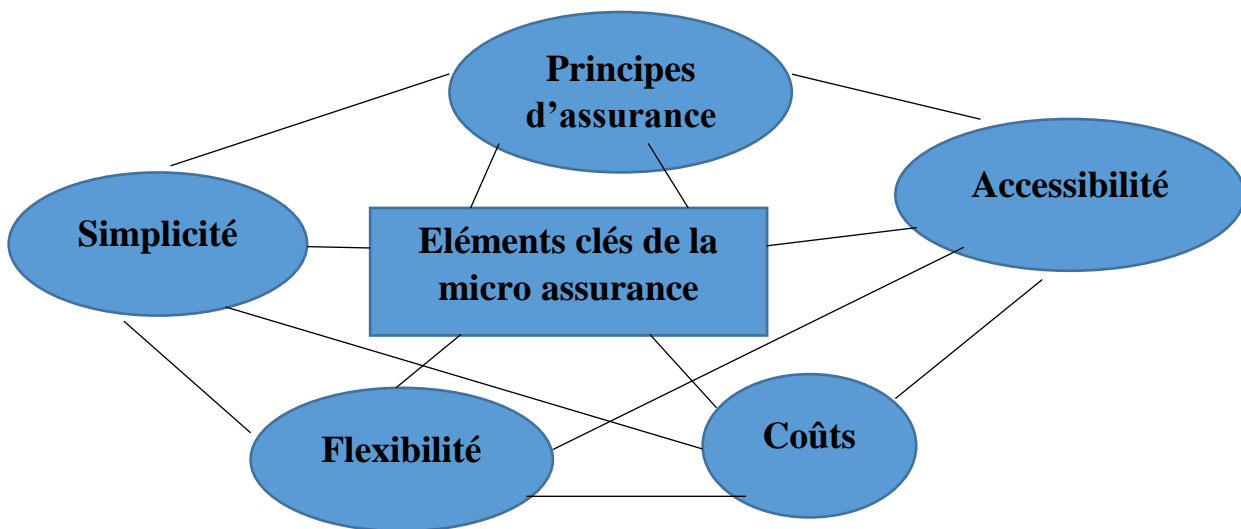 Principes
d’assurance
Accessibilité
Simplicité
Eléments clés de la
micro assurance
Flexibilité
Coûts